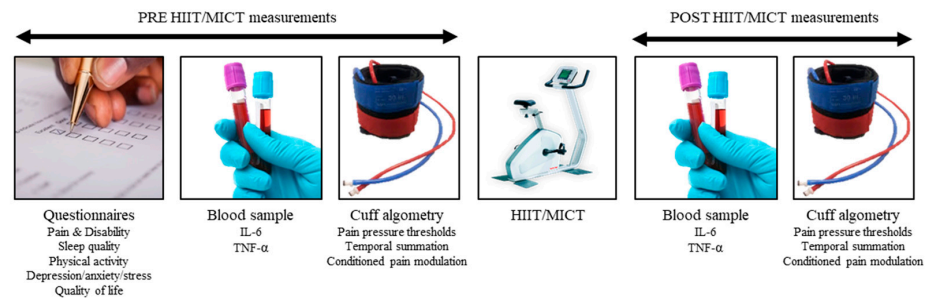 PRE HIIT/MICT measurements
POST HIIT/MICT measurements
Questionnaires
Pain & Disability
Sleep quality
Physical activity
Depression/anxiety/stress
Quality of life
Blood sample
IL-6
TNF-α
Cuff algometry
Pain pressure thresholds
Temporal summation
Conditioned pain modulation
HIIT/MICT
Blood sample
IL-6
TNF-α
Cuff algometry
Pain pressure thresholds
Temporal summation
Conditioned pain modulation